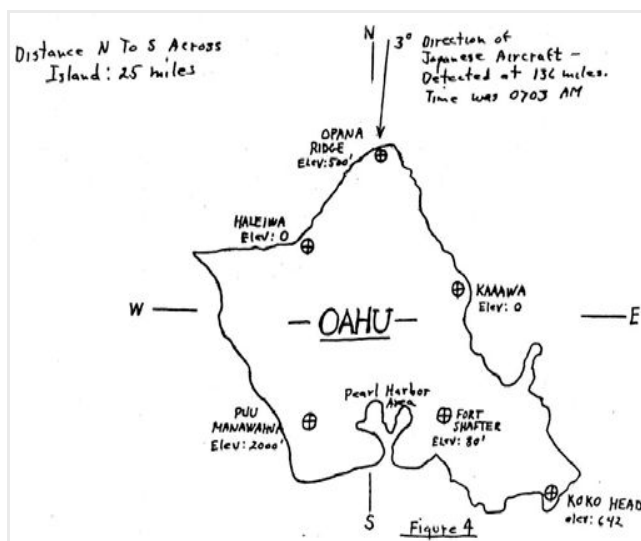 Distance N To S Across
Island: 25 miles
N
3°
Direction of
Japanese Aircraft –
Detected at 136 miles.
Time was 0703 AM
OPANA
RIDGE
Elev: 500'
HALEIWA
Elev: 0
KAAAWA
Elev: 0
W
– OAHU –
E
Pearl Harbor
Area
PUU
MANAWAHUA
Elev: 2000'
FORT
SHAFTER
Elev: 80'
S
KOKO HEAD
elev: 642
Figure 4